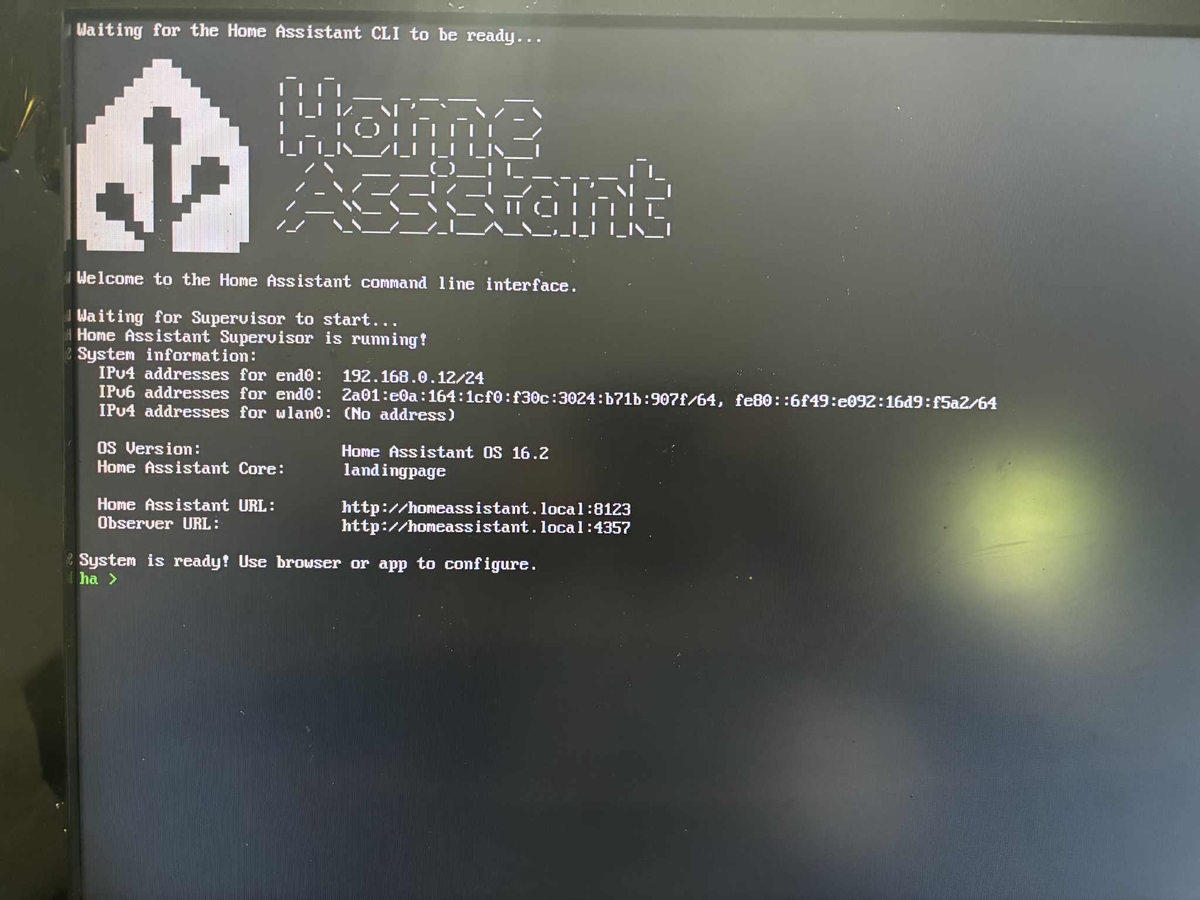 Waiting for the Home Assistant CLI to be ready...
Home
Assistant
Welcome to the Home Assistant command line interface.
Waiting for Supervisor to start...
Home Assistant Supervisor is running!
System information:
IPv4 addresses for end0: 192.168.0.12/24
IPv6 addresses for end0: 2a01:e0a:164:1cf0:f30c:3024:b71b:907f/64, fe80::6f49:e092:16d9:f5a2/64
IPv4 addresses for wlan0: (No address)
OS Version: Home Assistant OS 16.2
Home Assistant Core: landingpage
Home Assistant URL: http://homeassistant.local:8123
Observer URL: http://homeassistant.local:4357
System is ready! Use browser or app to configure.
ha >